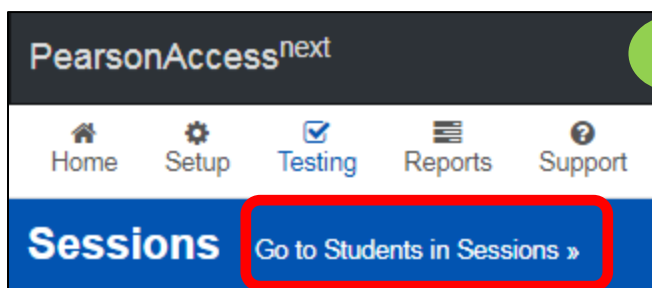 PearsonAccessnext
Home Setup Testing Reports Support
Sessions Go to Students in Sessions »